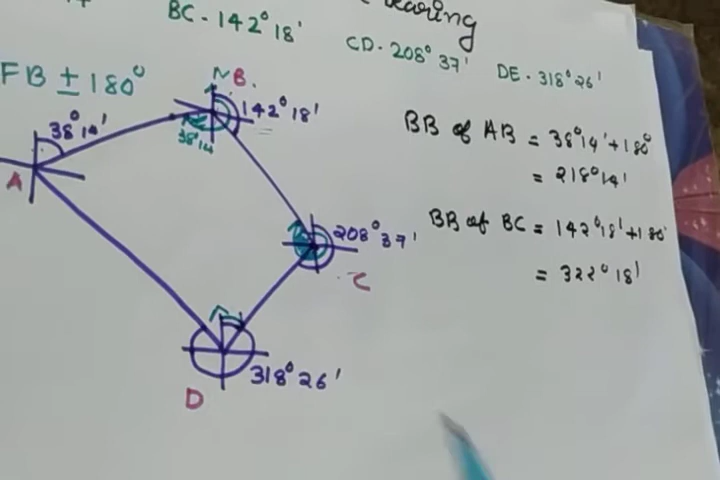 bearing
BC - 142° 18'
CD - 208° 37'
DE - 318° 26'
FB ± 180°
N
B.
38° 14'
142° 18'
38° 14
A
208° 37'
C
318° 26'
D
BB of AB = 38° 14' + 180°
= 218° 14'
BB of BC = 142° 18' + 180°
= 322° 18'